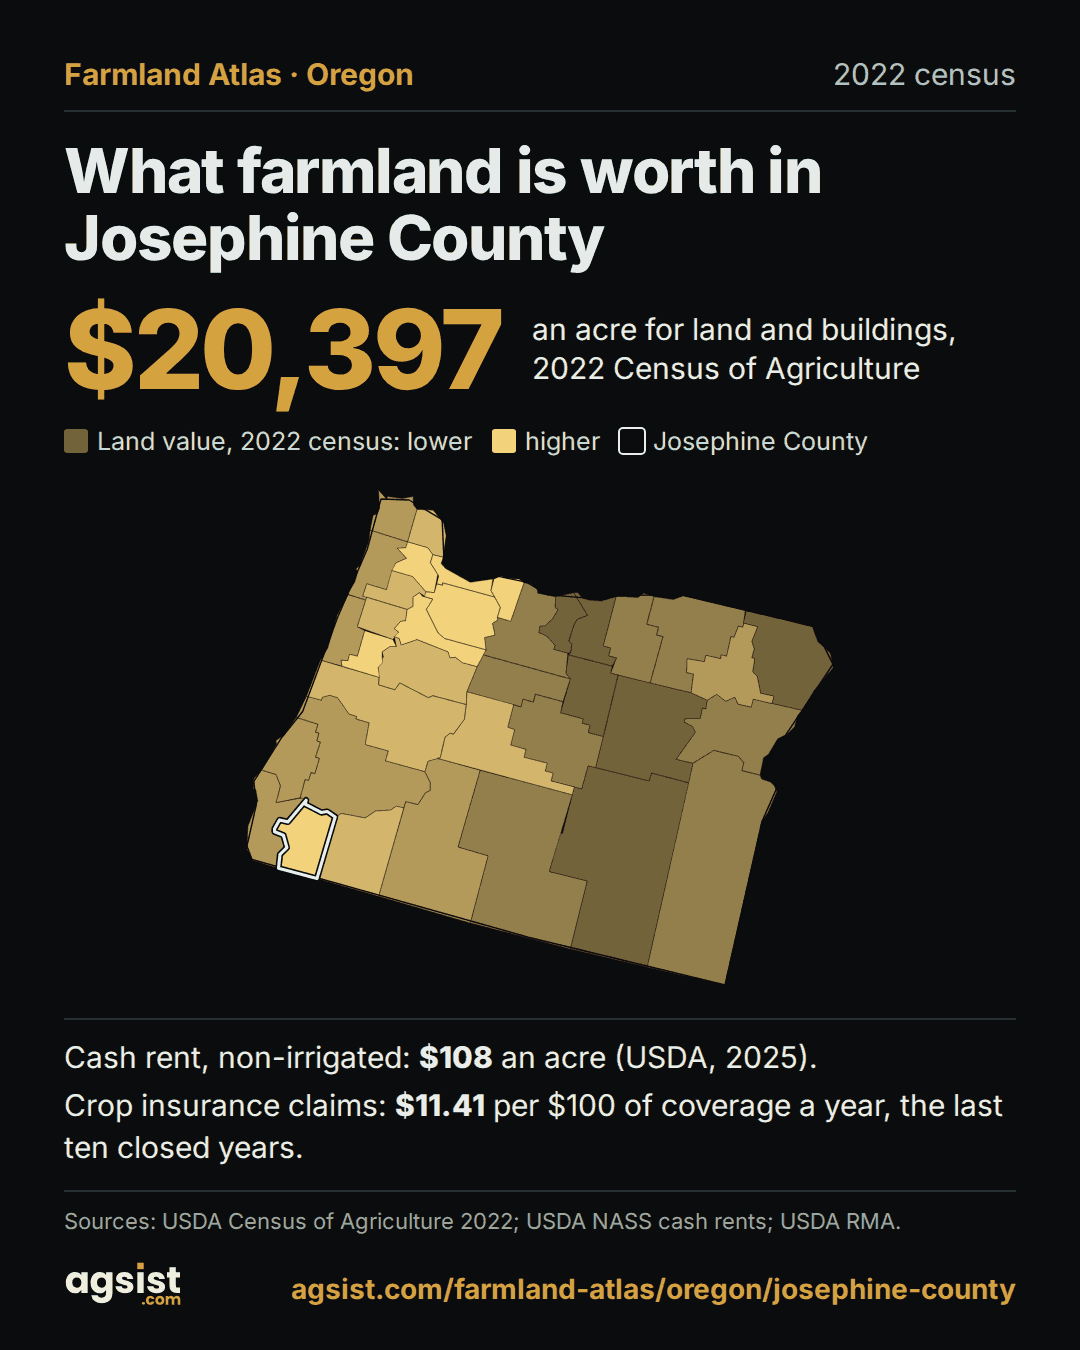 Farmland Atlas · Oregon
2022 census
What farmland is worth in
Josephine County
$20,397
an acre for land and buildings,
2022 Census of Agriculture
Land value, 2022 census: lower
higher
Josephine County
Cash rent, non-irrigated: $108 an acre (USDA, 2025).
Crop insurance claims: $11.41 per $100 of coverage a year, the last
ten closed years.
Sources: USDA Census of Agriculture 2022; USDA NASS cash rents; USDA RMA.
agsist
.com
agsist.com/farmland-atlas/oregon/josephine-county